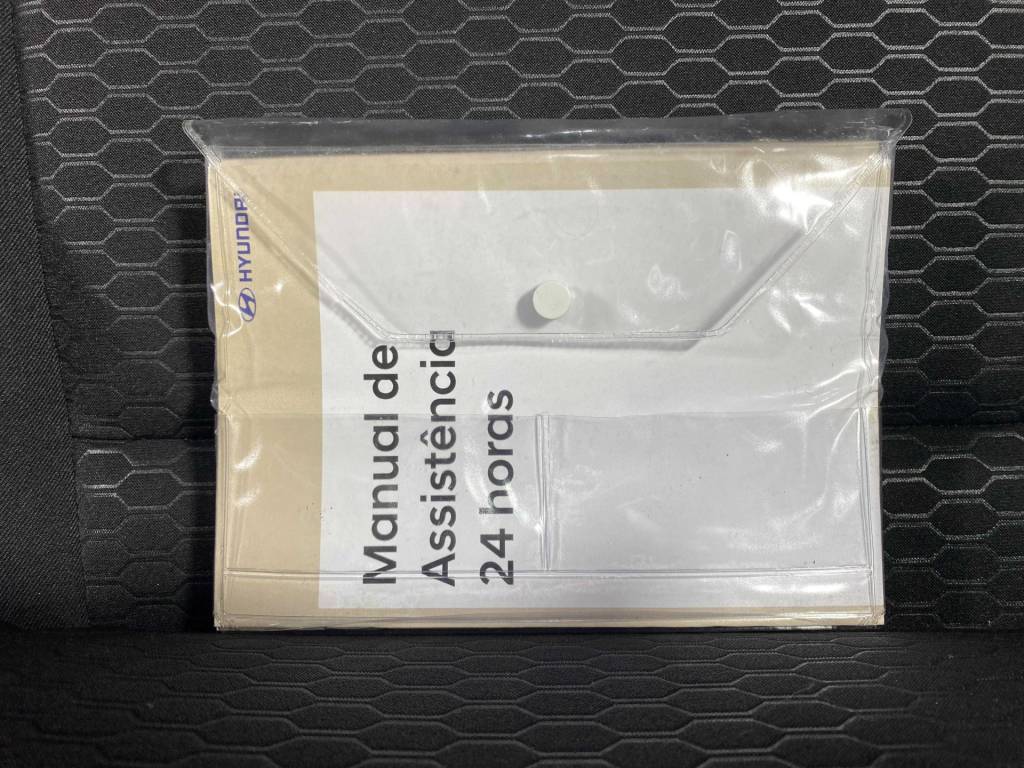 HYUNDAI
Manual de
Assistência
24 horas